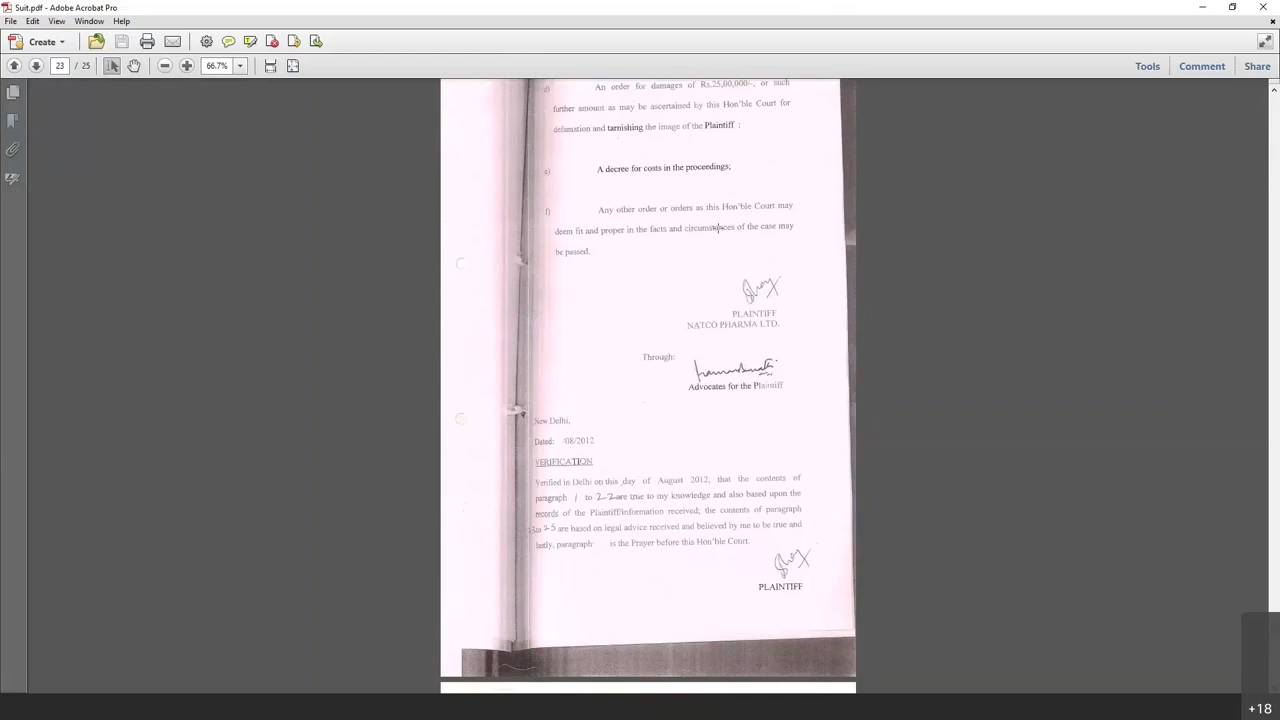 Suit.pdf - Adobe Acrobat Pro
File Edit View Window Help
Create
23 / 25 66.7% Tools Comment Share
d) An order for damages of Rs.25,00,000/-, or such
further amount as may be ascertained by this Hon'ble Court for
defamation and tarnishing the image of the Plaintiff :
e) A decree for costs in the proceedings;
f) Any other order or orders as this Hon'ble Court may
deem fit and proper in the facts and circumstances of the case may
be passed.
PLAINTIFF
NATCO PHARMA LTD.
Through:
Advocates for the Plaintiff
New Delhi,
Dated: /08/2012
VERIFICATION
Verified in Delhi on this day of August 2012, that the contents of
paragraph 1 to 22 are true to my knowledge and also based upon the
records of the Plaintiff/information received; the contents of paragraph
to 25 are based on legal advice received and believed by me to be true and
lastly, paragraph is the Prayer before this Hon'ble Court.
PLAINTIFF
+18